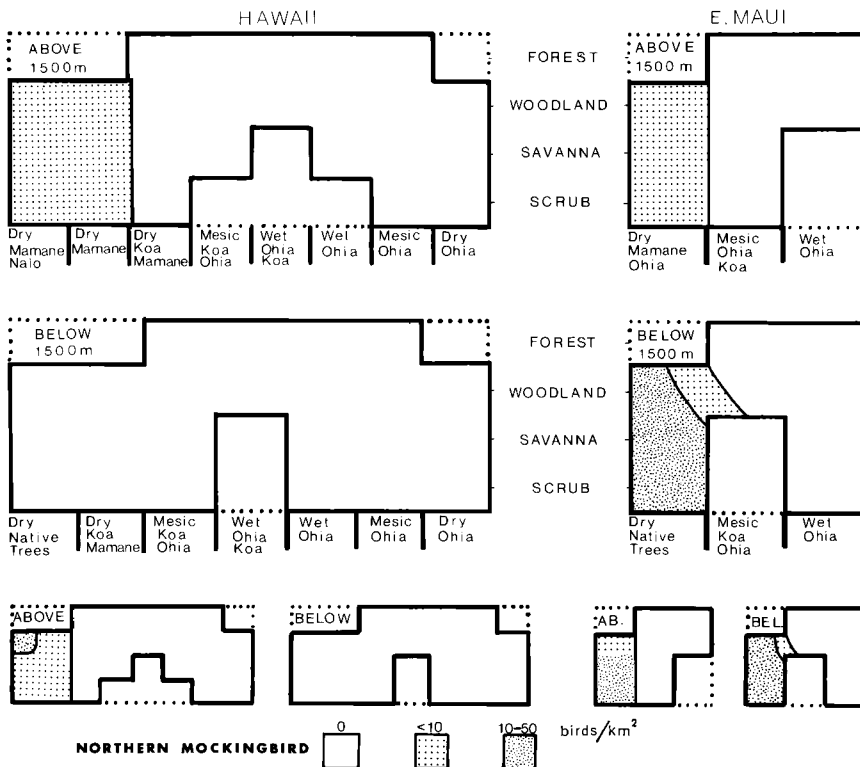 HAWAII
E. MAUI
ABOVE
1500m
FOREST
WOODLAND
SAVANNA
SCRUB
ABOVE
1500m
Dry Mamane Naio
Dry Mamane
Dry Koa Mamane
Mesic Koa Ohia
Wet Ohia Koa
Wet Ohia
Mesic Ohia
Dry Ohia
Dry Mamane Ohia
Mesic Ohia Koa
Wet Ohia
BELOW
1500m
FOREST
WOODLAND
SAVANNA
SCRUB
BELOW
1500m
Dry Native Trees
Dry Koa Mamane
Mesic Koa Ohia
Wet Ohia Koa
Wet Ohia
Mesic Ohia
Dry Ohia
Dry Native Trees
Mesic Koa Ohia
Wet Ohia
ABOVE
BELOW
AB.
BEL.
NORTHERN MOCKINGBIRD 0 <10 10-50 birds/km²